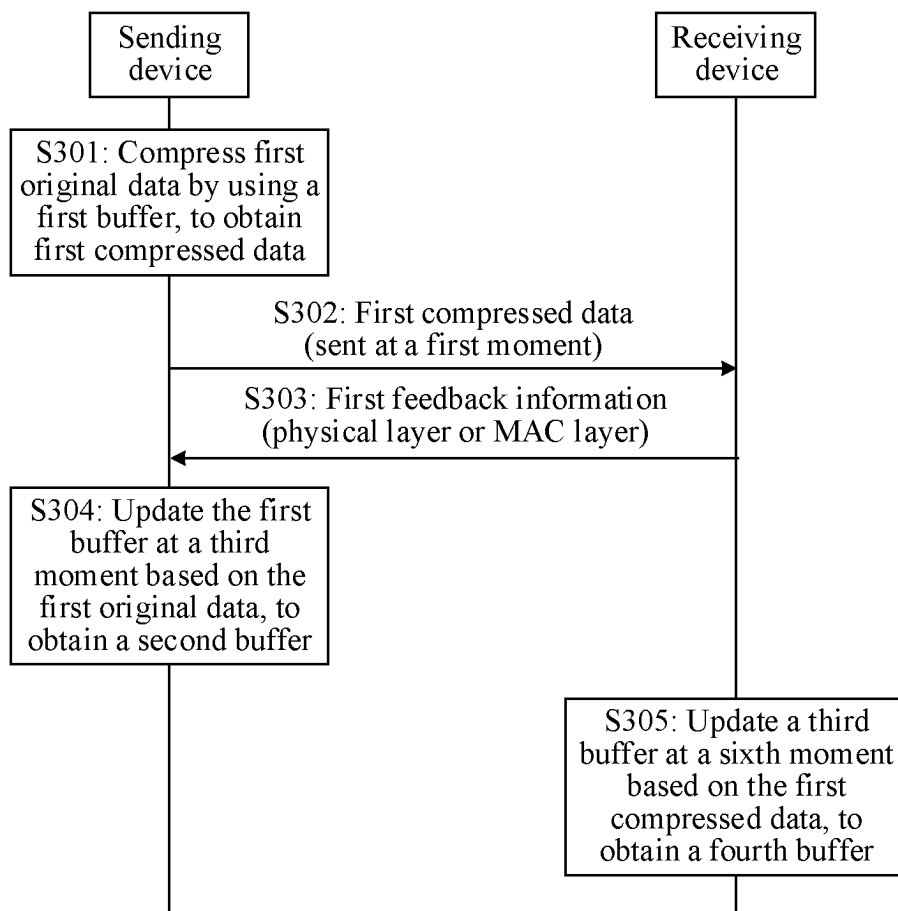 Sending
device
Receiving
device
S301: Compress first
original data by using a
first buffer, to obtain
first compressed data
S302: First compressed data
(sent at a first moment)
S303: First feedback information
(physical layer or MAC layer)
S304: Update the first
buffer at a third
moment based on the
first original data, to
obtain a second buffer
S305: Update a third
buffer at a sixth moment
based on the first
compressed data, to
obtain a fourth buffer